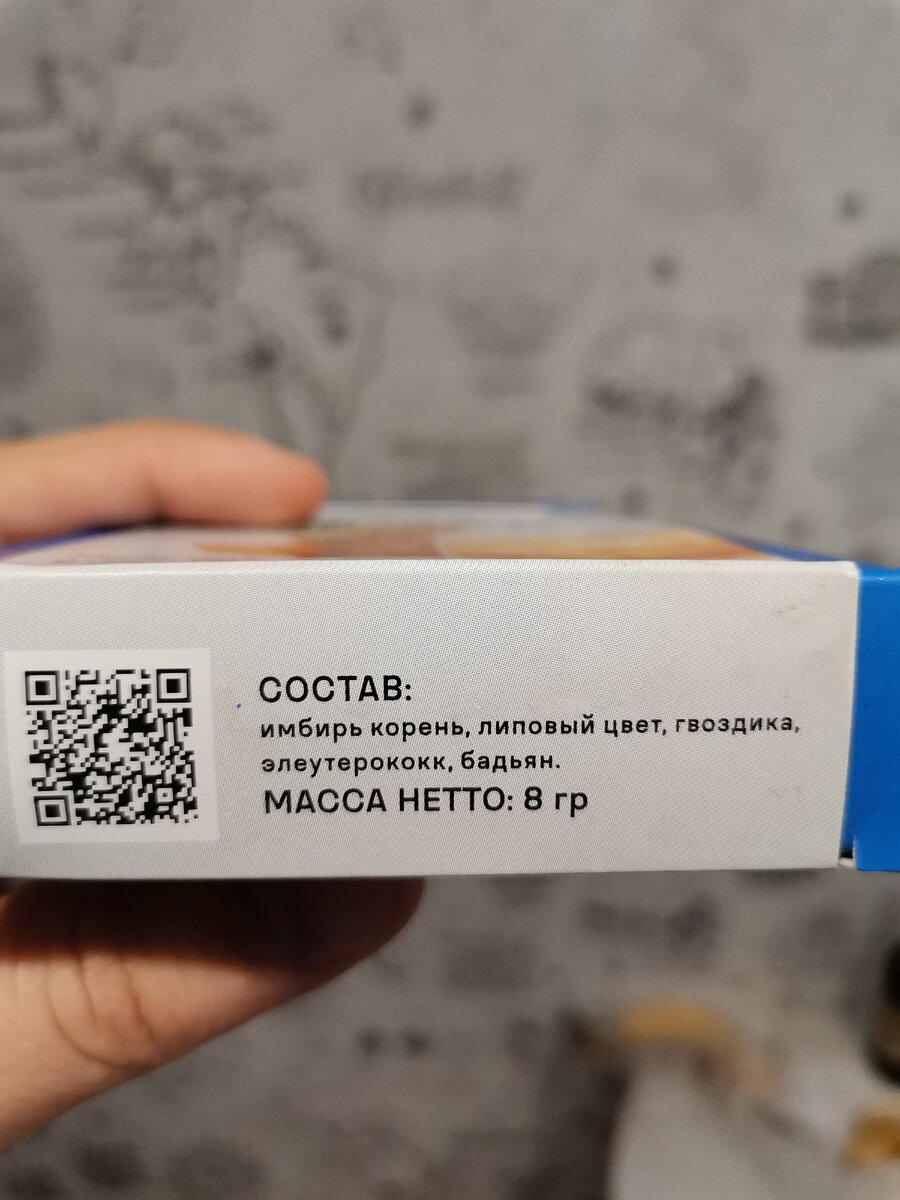 СОСТАВ:
имбирь корень, липовый цвет, гвоздика,
элеутерококк, бадьян.
МАССА НЕТТО: 8 гр